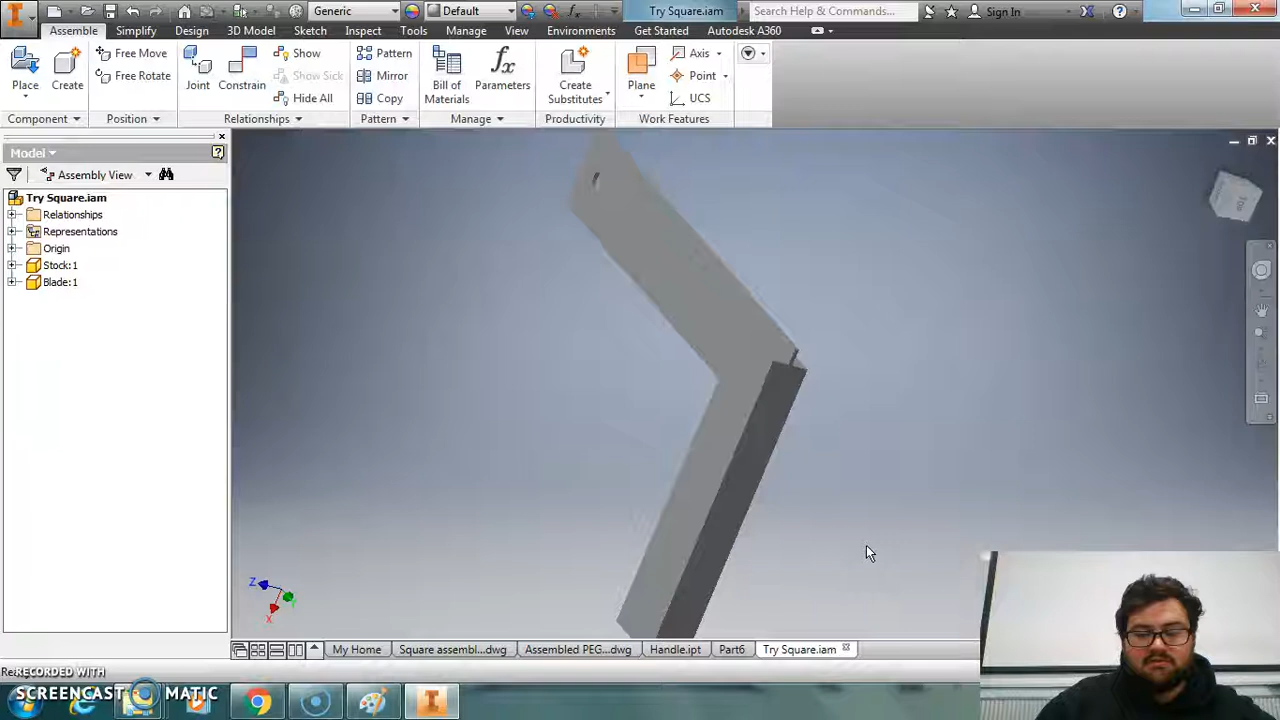 Generic
Default
Try Square.iam
Search Help & Commands...
Sign In
Assemble Simplify Design 3D Model Sketch Inspect Tools Manage View Environments Get Started Autodesk A360
Place
Create
Free Move
Free Rotate
Joint
Constrain
Show
Show Sick
Hide All
Pattern
Mirror
Copy
Bill of
Materials
fx
Parameters
Create
Substitutes
Plane
Axis
Point
UCS
Component
Position
Relationships
Pattern
Manage
Productivity
Work Features
Model
Assembly View
Try Square.iam
Relationships
Representations
Origin
Stock:1
Blade:1
TOP
Z
X
My Home
Square assembl...dwg
Assembled PEG...dwg
Handle.ipt
Part6
Try Square.iam
RECORDED WITH
SCREENCAST MATIC